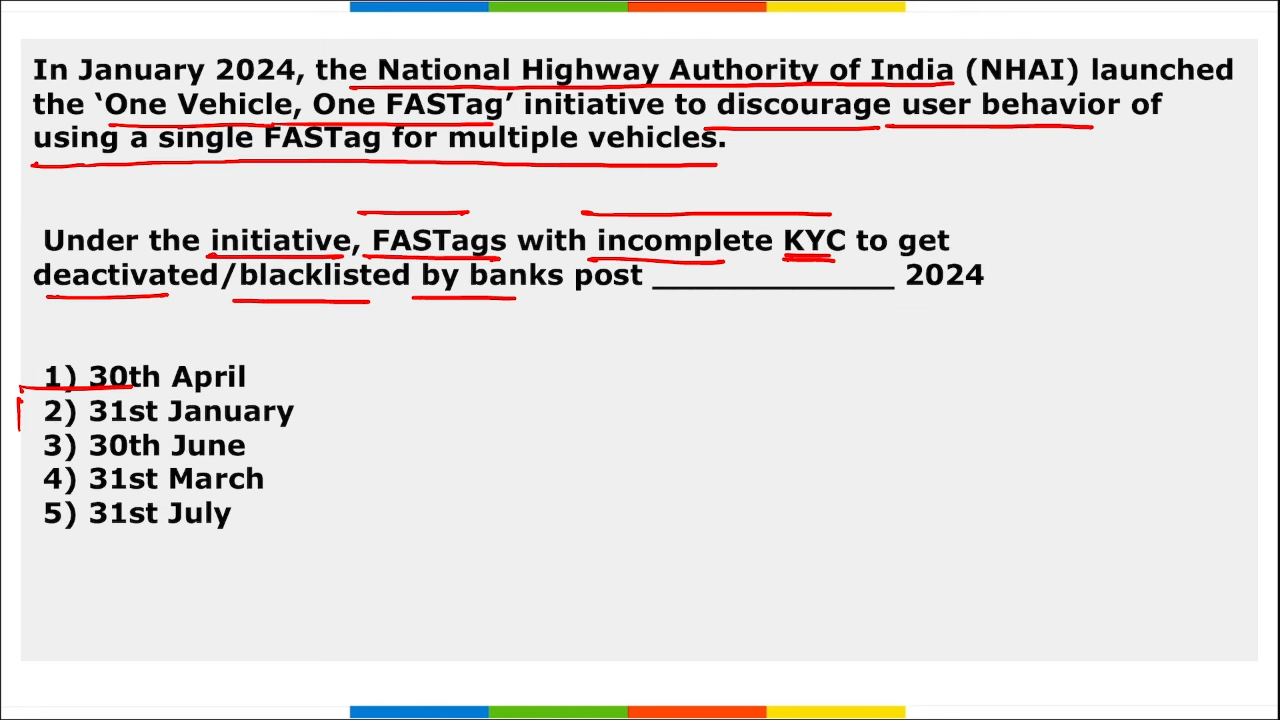 In January 2024, the National Highway Authority of India (NHAI) launched
the ‘One Vehicle, One FASTag’ initiative to discourage user behavior of
using a single FASTag for multiple vehicles.
Under the initiative, FASTags with incomplete KYC to get
deactivated/blacklisted by banks post ______________ 2024
1) 30th April
2) 31st January
3) 30th June
4) 31st March
5) 31st July